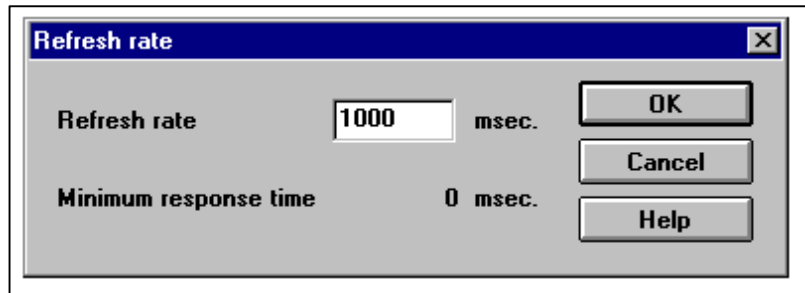 Refresh rate
Refresh rate 1000 msec. OK
Cancel
Minimum response time 0 msec.
Help